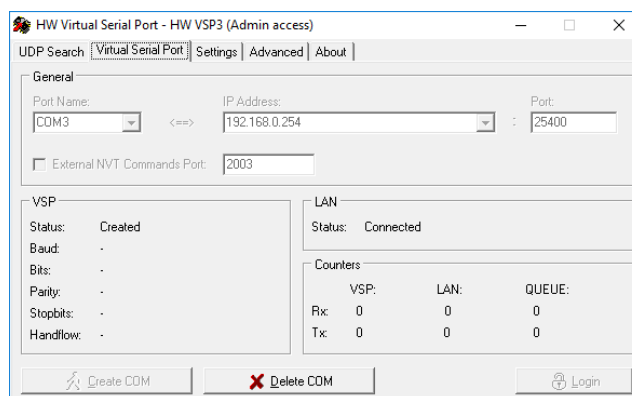 HW Virtual Serial Port - HW VSP3 (Admin access)
UDP Search Virtual Serial Port Settings Advanced About
General
Port Name: IP Address: Port:
COM3 <==> 192.168.0.254 : 25400
External NVT Commands Port: 2003
VSP
Status: Created
Baud: -
Bits: -
Parity: -
Stopbits: -
Handflow: -
LAN
Status: Connected
Counters
VSP: LAN: QUEUE:
Rx: 0 0 0
Tx: 0 0 0
Create COM Delete COM Login